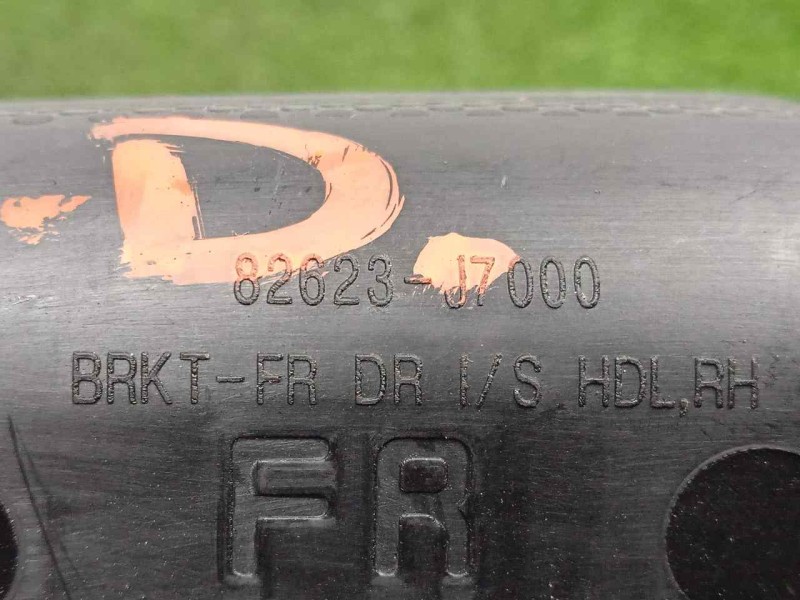 .D.
82623-J7000
BRKT-FR DR I/S HDL,RH
FR